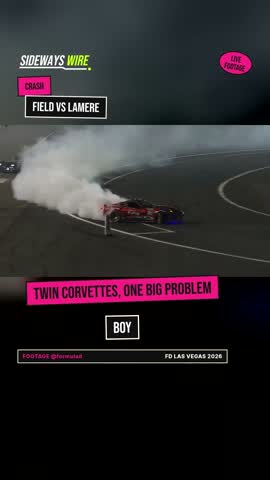 SIDEWAYS WIRE.
LIVE
FOOTAGE
CRASH
FIELD VS LAMERE
TWIN CORVETTES, ONE BIG PROBLEM
BOY
FOOTAGE @formulad FD LAS VEGAS 2026